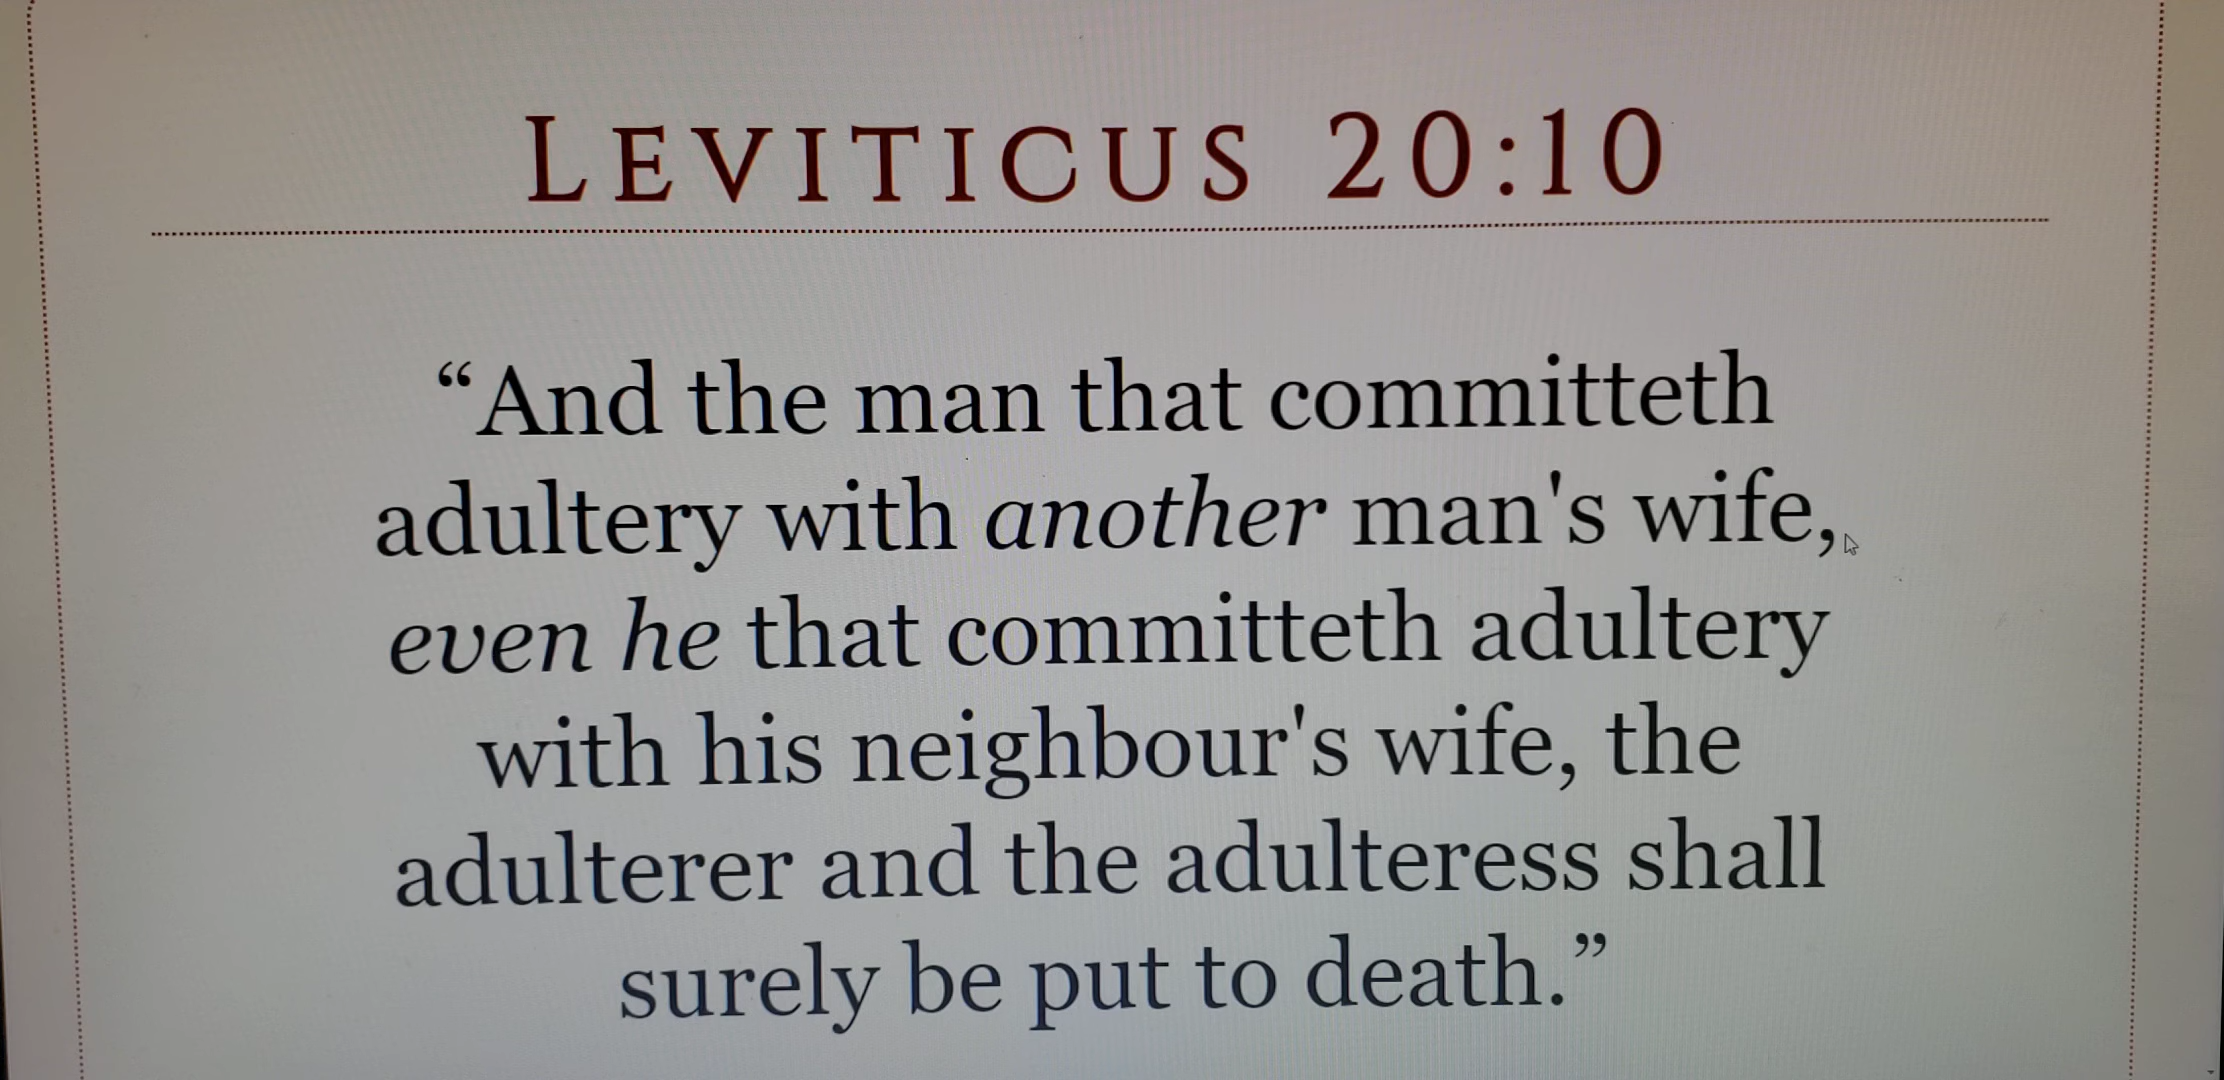 LEVITICUS 20:10
“And the man that committeth
adultery with another man's wife,
even he that committeth adultery
with his neighbour's wife, the
adulterer and the adulteress shall
surely be put to death.”